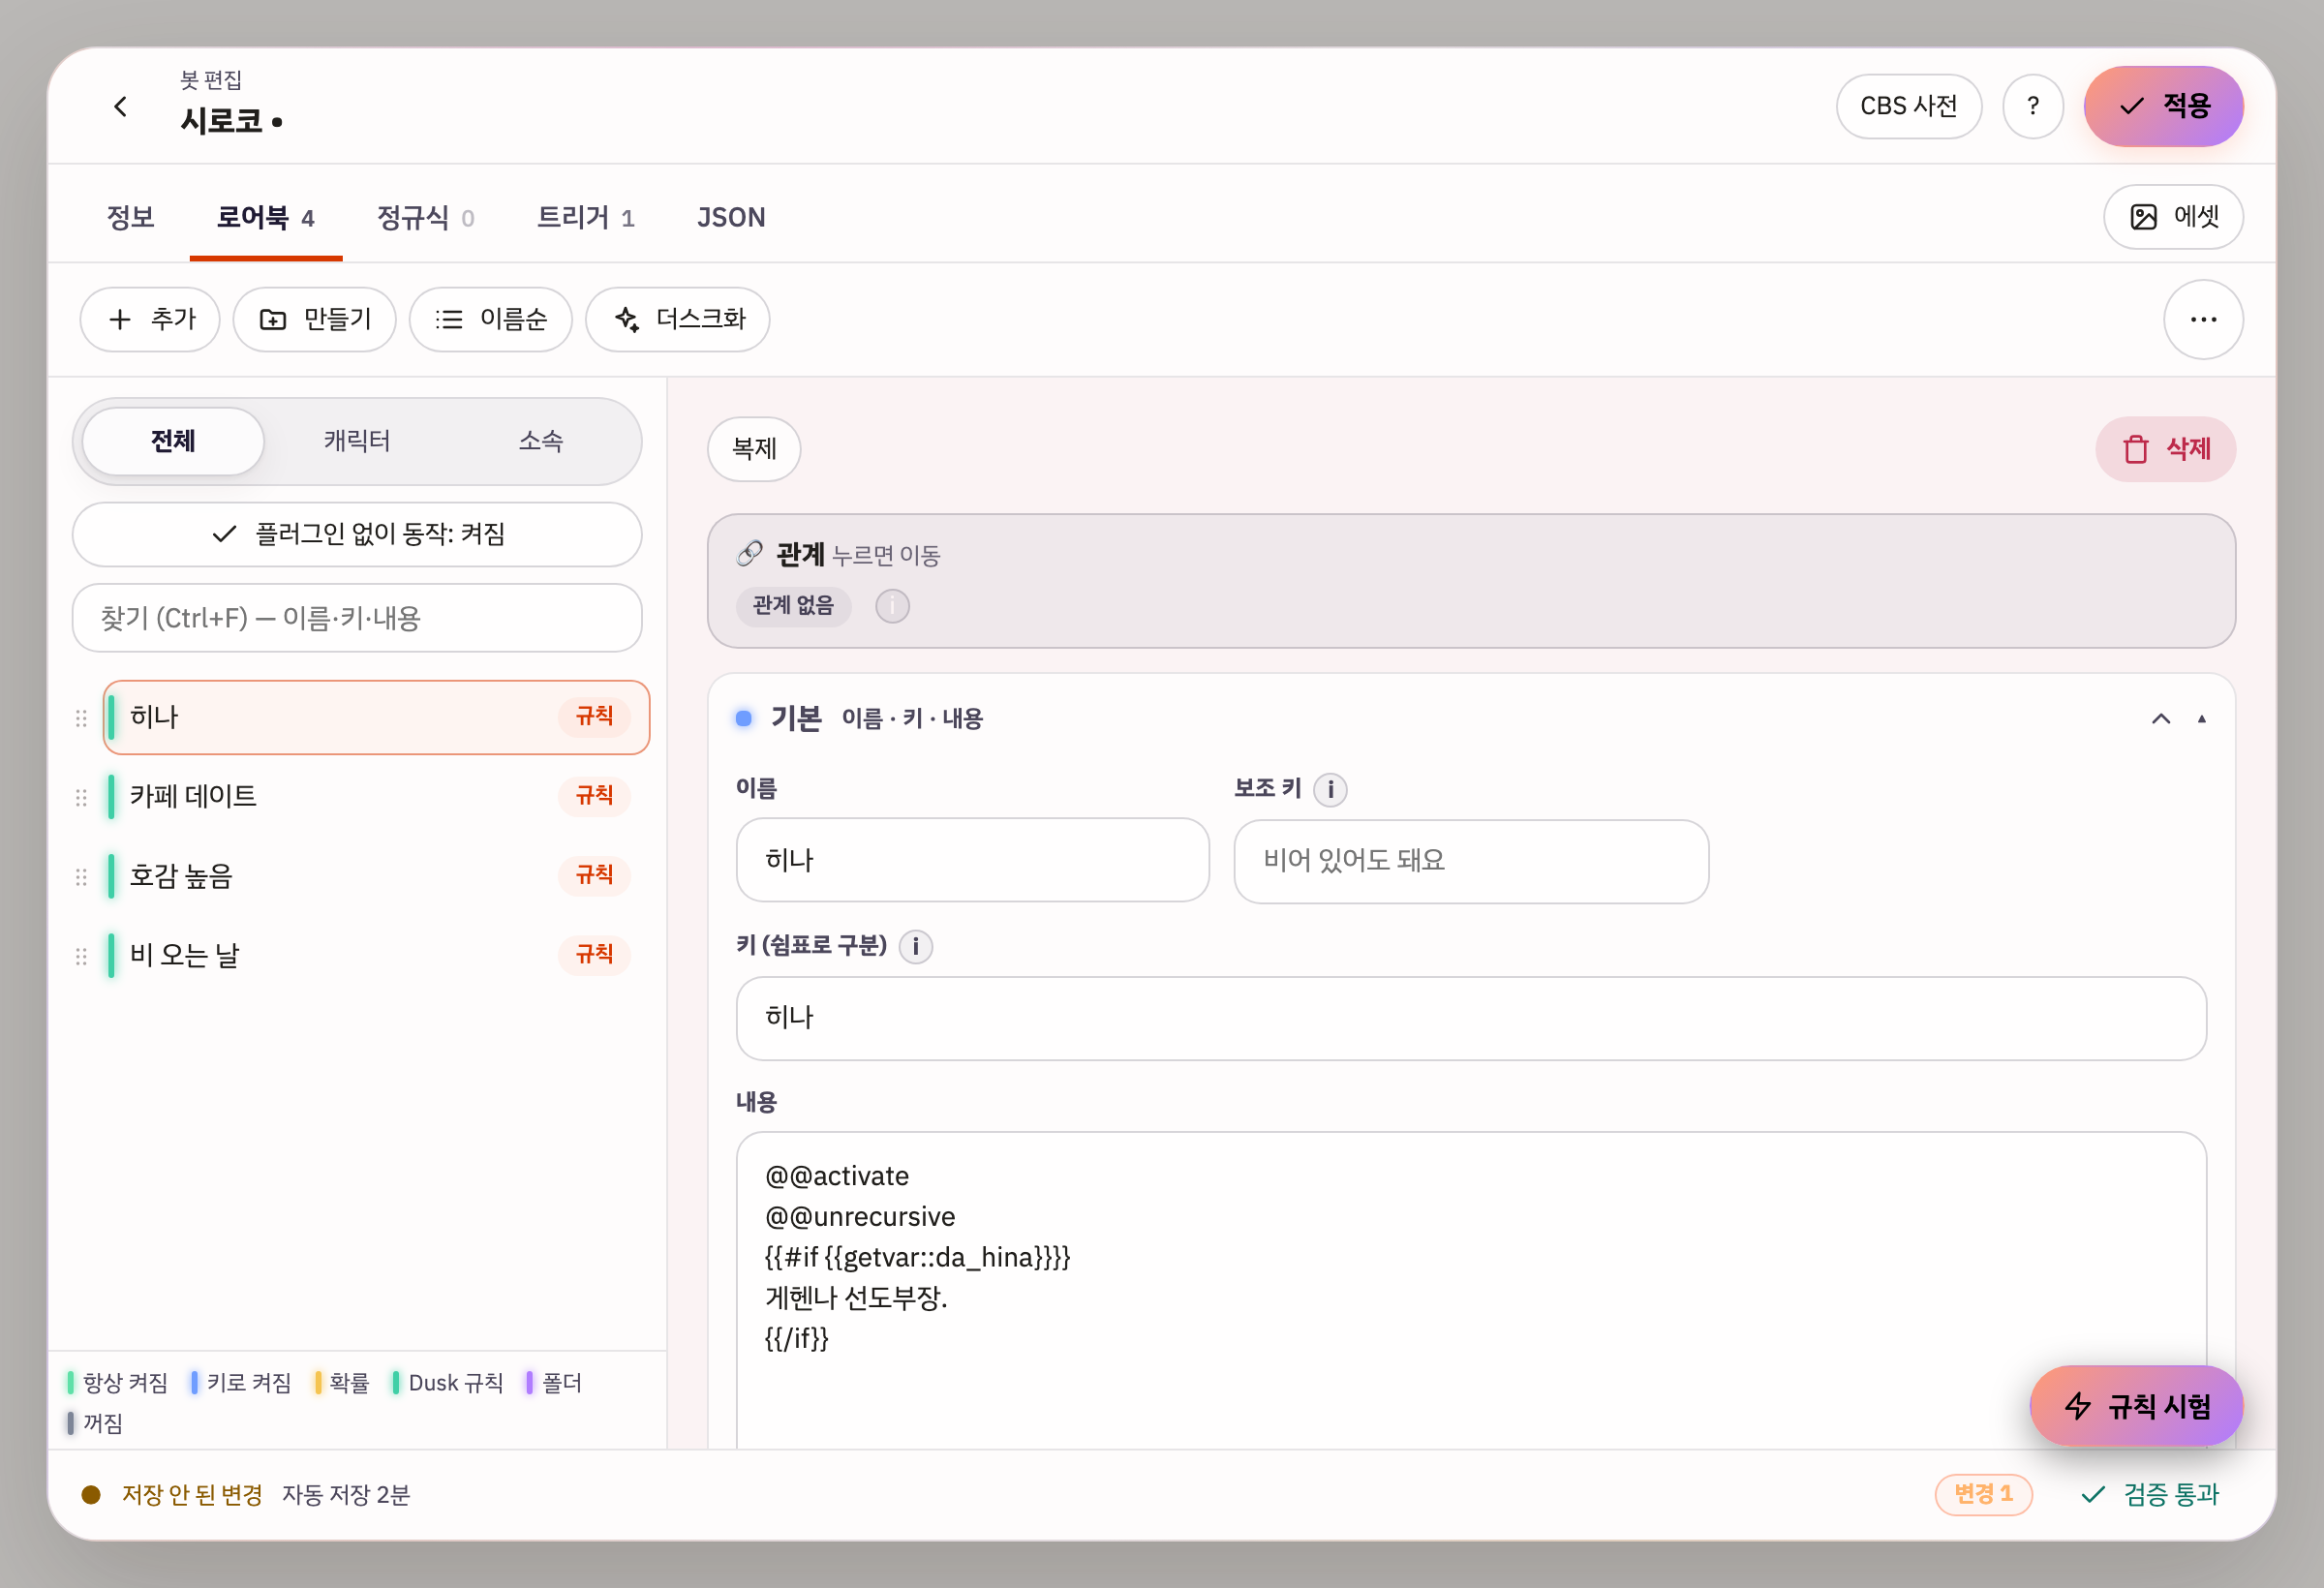 봇 편집
시로코 •
CBS 사전
?
적용
정보
로어북 4
정규식 0
트리거 1
JSON
에셋
추가
만들기
이름순
더스크화
전체
캐릭터
소속
플러그인 없이 동작: 켜짐
찾기 (Ctrl+F) — 이름·키·내용
히나
규칙
카페 데이트
규칙
호감 높음
규칙
비 오는 날
규칙
항상 켜짐
키로 켜짐
확률
Dusk 규칙
폴더
꺼짐
복제
삭제
관계 누르면 이동
관계 없음
i
기본 이름 · 키 · 내용
이름
보조 키 i
히나
비어 있어도 돼요
키 (쉼표로 구분) i
히나
내용
@@activate
@@unrecursive
{{#if {{getvar::da_hina}}}}
게헨나 선도부장.
{{/if}}
규칙 시험
저장 안 된 변경
자동 저장 2분
변경 1
검증 통과